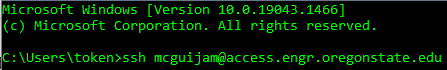 Microsoft Windows [Version 10.0.19043.1466]
(c) Microsoft Corporation. All rights reserved.
C:\Users\token>ssh mcguijam@access.engr.oregonstate.edu